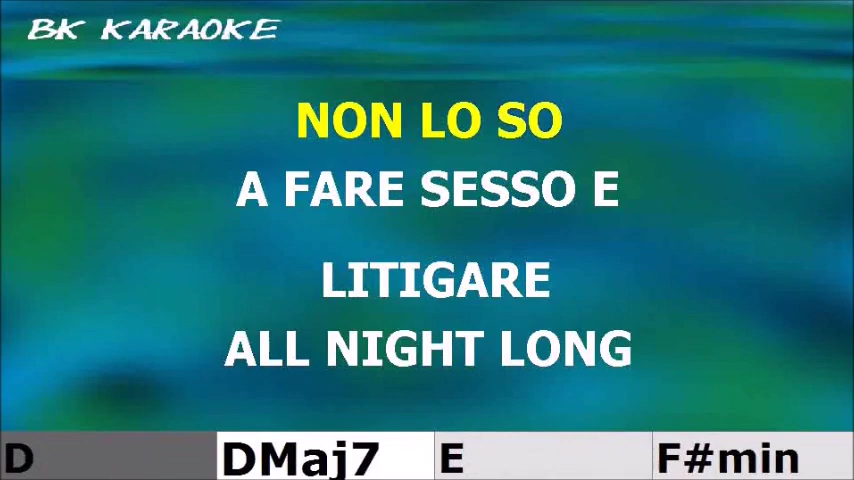 BK KARAOKE
NON LO SO
A FARE SESSO E
LITIGARE
ALL NIGHT LONG
D DMaj7 E F#min